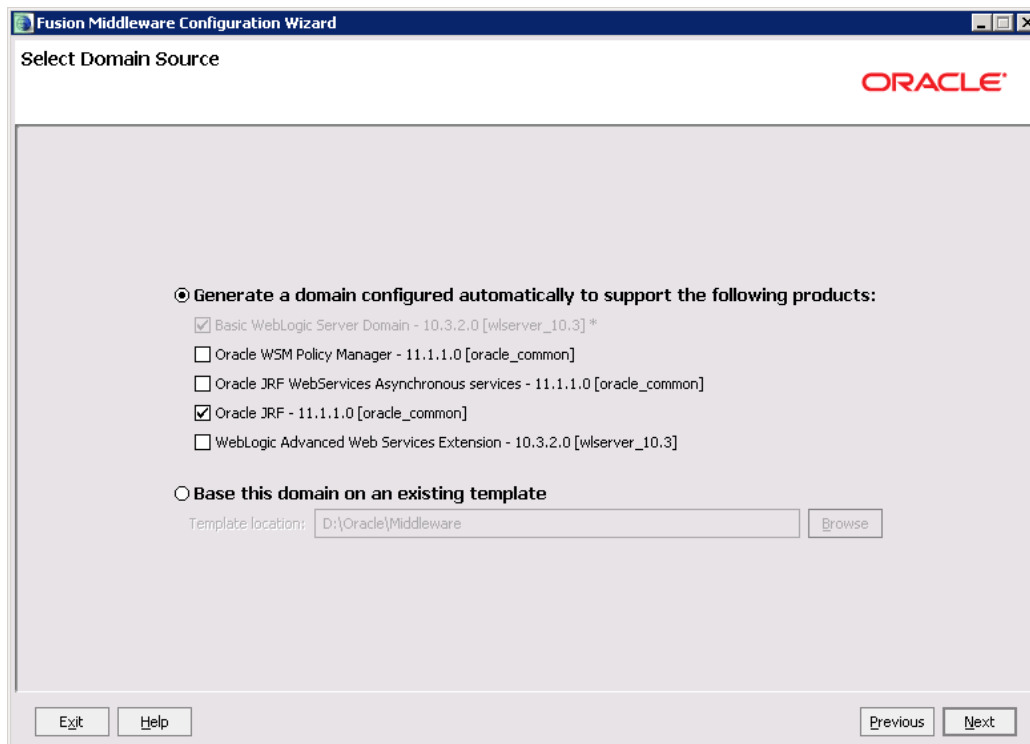 Fusion Middleware Configuration Wizard
Select Domain Source
ORACLE
Generate a domain configured automatically to support the following products:
Basic WebLogic Server Domain - 10.3.2.0 [wlserver_10.3] *
Oracle WSM Policy Manager - 11.1.1.0 [oracle_common]
Oracle JRF WebServices Asynchronous services - 11.1.1.0 [oracle_common]
Oracle JRF - 11.1.1.0 [oracle_common]
WebLogic Advanced Web Services Extension - 10.3.2.0 [wlserver_10.3]
Base this domain on an existing template
Template location: D:\Oracle\Middleware Browse
Exit Help Previous Next